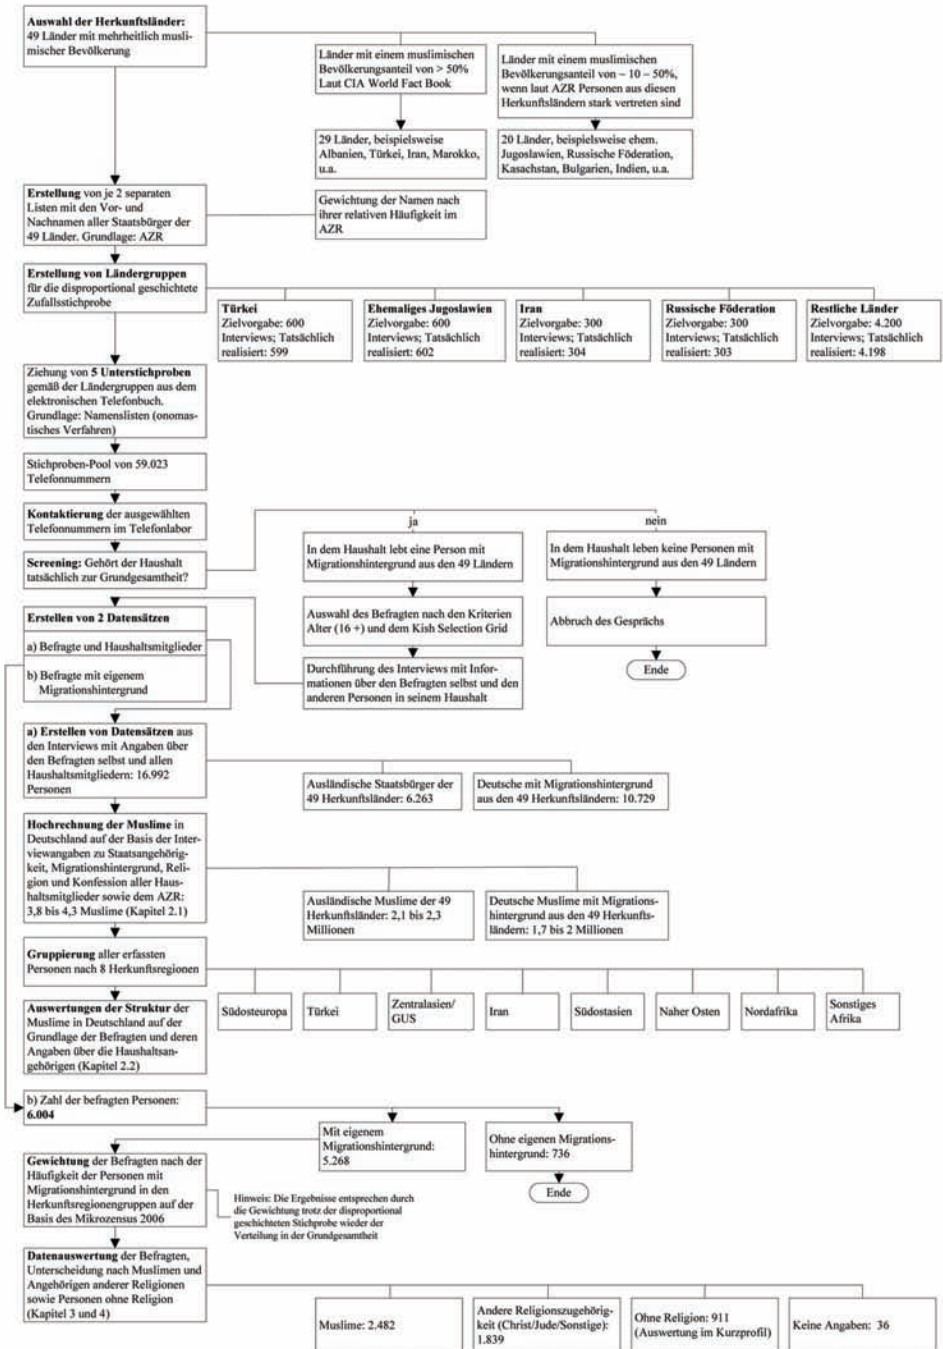 Auswahl der Herkunftsländer:
49 Länder mit mehrheitlich musli-
mischer Bevölkerung
Länder mit einem muslimischen
Bevölkerungsanteil von > 50%
Laut CIA World Fact Book
Länder mit einem muslimischen
Bevölkerungsanteil von ~ 10 – 50%,
wenn laut AZR Personen aus diesen
Herkunftsländern stark vertreten sind
29 Länder, beispielsweise
Albanien, Türkei, Iran, Marokko,
u.a.
20 Länder, beispielsweise ehem.
Jugoslawien, Russische Föderation,
Kasachstan, Bulgarien, Indien, u.a.
Erstellung von je 2 separaten
Listen mit den Vor- und
Nachnamen aller Staatsbürger der
49 Länder. Grundlage: AZR
Gewichtung der Namen nach
ihrer relativen Häufigkeit im
AZR
Erstellung von Ländergruppen
für die disproportional geschichtete
Zufallsstichprobe
Türkei
Zielvorgabe: 600
Interviews; Tatsächlich
realisiert: 599
Ehemaliges Jugoslawien
Zielvorgabe: 600
Interviews; Tatsächlich
realisiert: 602
Iran
Zielvorgabe: 300
Interviews; Tatsächlich
realisiert: 304
Russische Föderation
Zielvorgabe: 300
Interviews; Tatsächlich
realisiert: 303
Restliche Länder
Zielvorgabe: 4.200
Interviews; Tatsächlich
realisiert: 4.198
Ziehung von 5 Unterstichproben
gemäß der Ländergruppen aus dem
elektronischen Telefonbuch.
Grundlage: Namenslisten (onomas-
tisches Verfahren)
Stichproben-Pool von 59.023
Telefonnummern
Kontaktierung der ausgewählten
Telefonnummern im Telefonlabor
Screening: Gehört der Haushalt
tatsächlich zur Grundgesamtheit?
ja
nein
In dem Haushalt lebt eine Person mit
Migrationshintergrund aus den 49 Ländern
In dem Haushalt leben keine Personen mit
Migrationshintergrund aus den 49 Ländern
Auswahl des Befragten nach den Kriterien
Alter (16 +) und dem Kish Selection Grid
Abbruch des Gesprächs
Durchführung des Interviews mit Infor-
mationen über den Befragten selbst und den
anderen Personen in seinem Haushalt
Ende
Erstellen von 2 Datensätzen
a) Befragte und Haushaltsmitglieder
b) Befragte mit eigenem
Migrationshintergrund
a) Erstellen von Datensätzen aus
den Interviews mit Angaben über
den Befragten selbst und allen
Haushaltsmitgliedern: 16.992
Personen
Ausländische Staatsbürger der
49 Herkunftsländer: 6.263
Deutsche mit Migrationshintergrund
aus den 49 Herkunftsländern: 10.729
Hochrechnung der Muslime in
Deutschland auf der Basis der Inter-
viewangaben zu Staatsangehörig-
keit, Migrationshintergrund, Reli-
gion und Konfession aller Haus-
haltsmitglieder sowie dem AZR:
3,8 bis 4,3 Muslime (Kapitel 2.1)
Ausländische Muslime der 49
Herkunftsländer: 2,1 bis 2,3
Millionen
Deutsche Muslime mit Migrations-
hintergrund aus den 49 Herkunfts-
ländern: 1,7 bis 2 Millionen
Gruppierung aller erfassten
Personen nach 8 Herkunftsregionen
Südosteuropa
Türkei
Zentralasien/
GUS
Iran
Südostasien
Naher Osten
Nordafrika
Sonstiges
Afrika
Auswertungen der Struktur der
Muslime in Deutschland auf der
Grundlage der Befragten und deren
Angaben über die Haushaltsan-
gehörigen (Kapitel 2.2)
b) Zahl der befragten Personen:
6.004
Mit eigenem
Migrationshintergrund:
5.268
Ohne eigenen Migrations-
hintergrund: 736
Ende
Gewichtung der Befragten nach der
Häufigkeit der Personen mit
Migrationshintergrund in den
Herkunftsregionengruppen auf der
Basis des Mikrozensus 2006
Hinweis: Die Ergebnisse entsprechen durch
die Gewichtung trotz der disproportional
geschichteten Stichprobe wieder der
Verteilung in der Grundgesamtheit
Datenauswertung der Befragten,
Unterscheidung nach Muslimen und
Angehörigen anderer Religionen
sowie Personen ohne Religion
(Kapitel 3 und 4)
Muslime: 2.482
Andere Religionszugehörig-
keit (Christ/Jude/Sonstige):
1.839
Ohne Religion: 911
(Auswertung im Kurzprofil)
Keine Angaben: 36